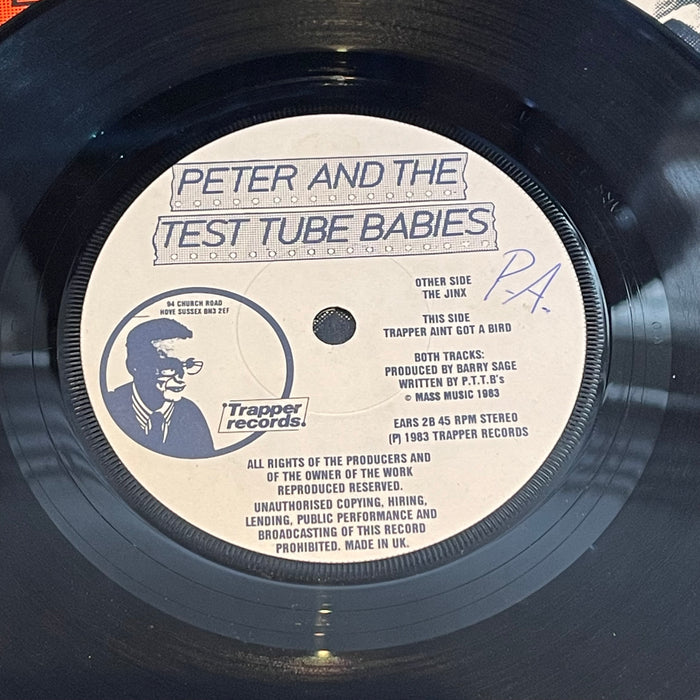 PETER AND THE
TEST TUBE BABIES
P.A.
OTHER SIDE
THE JINX
THIS SIDE
TRAPPER AINT GOT A BIRD
94 CHURCH ROAD
HOVE SUSSEX BN3 2EF
Trapper
records.
BOTH TRACKS:
PRODUCED BY BARRY SAGE
WRITTEN BY P.T.T.B's
© MASS MUSIC 1983
EARS 2B 45 RPM STEREO
(P) 1983 TRAPPER RECORDS
ALL RIGHTS OF THE PRODUCERS AND
OF THE OWNER OF THE WORK
REPRODUCED RESERVED.
UNAUTHORISED COPYING, HIRING,
LENDING, PUBLIC PERFORMANCE AND
BROADCASTING OF THIS RECORD
PROHIBITED. MADE IN UK.